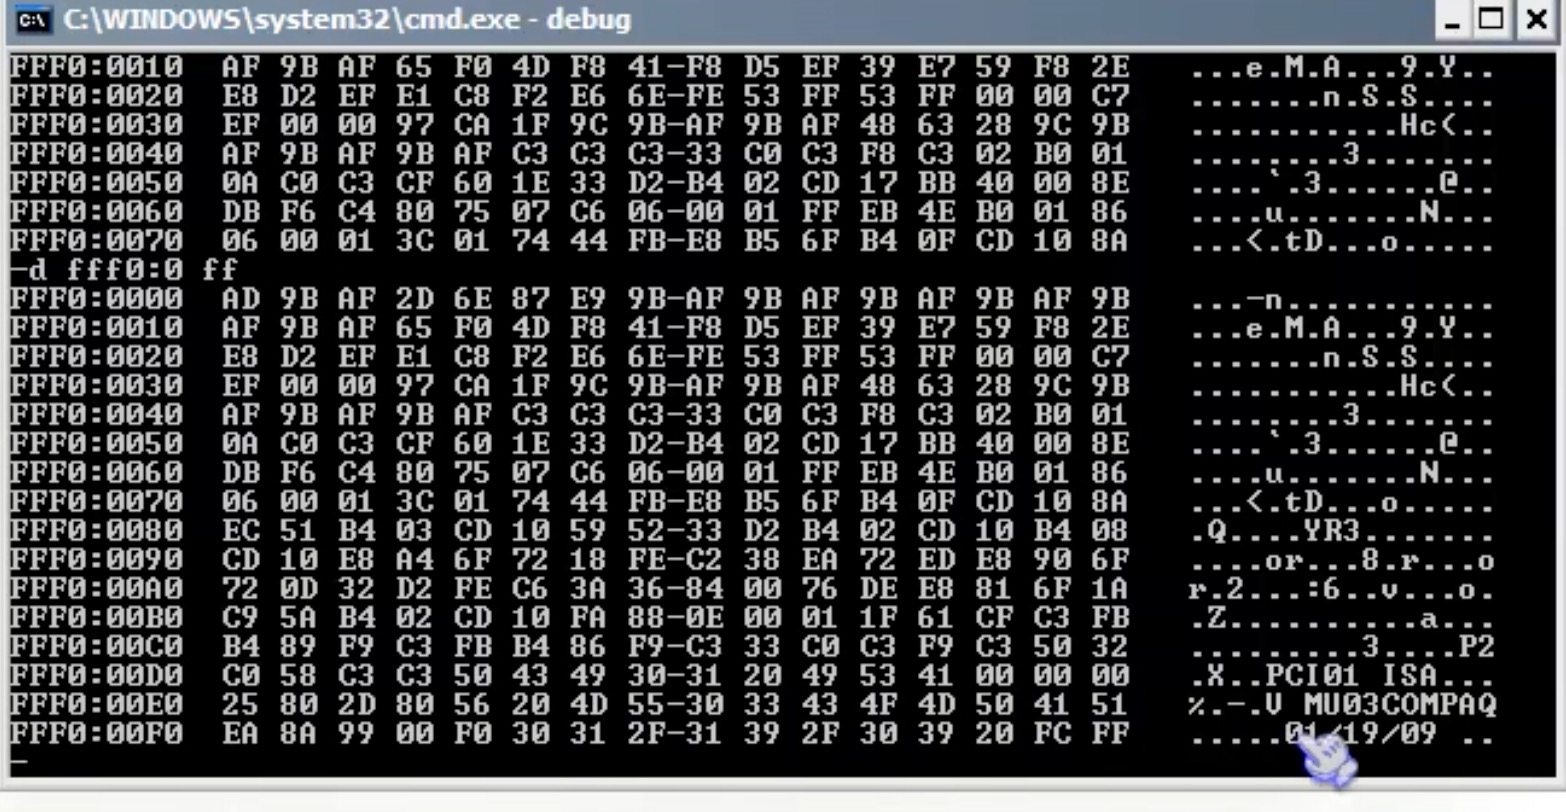 C:\WINDOWS\system32\cmd.exe - debug
FFF0:0010  AF 9B AF 65 F0 4D F8 41-F8 D5 EF 39 E7 59 F8 2E   ...e.M.A...9.Y..
FFF0:0020  E8 D2 EF E1 C8 F2 E6 6E-FE 53 FF 53 FF 00 00 C7   .......n.S.S....
FFF0:0030  EF 00 00 97 CA 1F 9C 9B-AF 9B AF 48 63 28 9C 9B   ...........Hc(..
FFF0:0040  AF 9B AF 9B AF C3 C3 C3-33 C0 C3 F8 C3 02 B0 01   ........3.......
FFF0:0050  0A C0 C3 CF 60 1E 33 D2-B4 02 CD 17 BB 40 00 8E   ....`.3......@..
FFF0:0060  DB F6 C4 80 75 07 C6 06-00 01 FF EB 4E B0 01 86   ....u.......N...
FFF0:0070  06 00 01 3C 01 74 44 FB-E8 B5 6F B4 0F CD 10 8A   ...<.tD...o.....
-d fff0:0 ff
FFF0:0000  AD 9B AF 2D 6E 87 E9 9B-AF 9B AF 9B AF 9B AF 9B   ...-n...........
FFF0:0010  AF 9B AF 65 F0 4D F8 41-F8 D5 EF 39 E7 59 F8 2E   ...e.M.A...9.Y..
FFF0:0020  E8 D2 EF E1 C8 F2 E6 6E-FE 53 FF 53 FF 00 00 C7   .......n.S.S....
FFF0:0030  EF 00 00 97 CA 1F 9C 9B-AF 9B AF 48 63 28 9C 9B   ...........Hc(..
FFF0:0040  AF 9B AF 9B AF C3 C3 C3-33 C0 C3 F8 C3 02 B0 01   ........3.......
FFF0:0050  0A C0 C3 CF 60 1E 33 D2-B4 02 CD 17 BB 40 00 8E   ....`.3......@..
FFF0:0060  DB F6 C4 80 75 07 C6 06-00 01 FF EB 4E B0 01 86   ....u.......N...
FFF0:0070  06 00 01 3C 01 74 44 FB-E8 B5 6F B4 0F CD 10 8A   ...<.tD...o.....
FFF0:0080  EC 51 B4 03 CD 10 59 52-33 D2 B4 02 CD 10 B4 08   .Q....YR3.......
FFF0:0090  CD 10 E8 A4 6F 72 18 FE-C2 38 EA 72 ED E8 90 6F   ....or...8.r...o
FFF0:00A0  72 0D 32 D2 FE C6 3A 36-84 00 76 DE E8 81 6F 1A   r.2...:6..v...o.
FFF0:00B0  C9 5A B4 02 CD 10 FA 88-0E 00 01 1F 61 CF C3 FB   .Z..........a...
FFF0:00C0  B4 89 F9 C3 FB B4 86 F9-C3 33 C0 C3 F9 C3 50 32   .........3....P2
FFF0:00D0  C0 58 C3 C3 50 43 49 30-31 20 49 53 41 00 00 00   .X..PCI01 ISA...
FFF0:00E0  25 80 2D 80 56 20 4D 55-30 33 43 4F 4D 50 41 51   %.-.V MU03COMPAQ
FFF0:00F0  EA 8A 99 00 F0 30 31 2F-31 39 2F 30 39 20 FC FF   .....01/19/09 ..
-